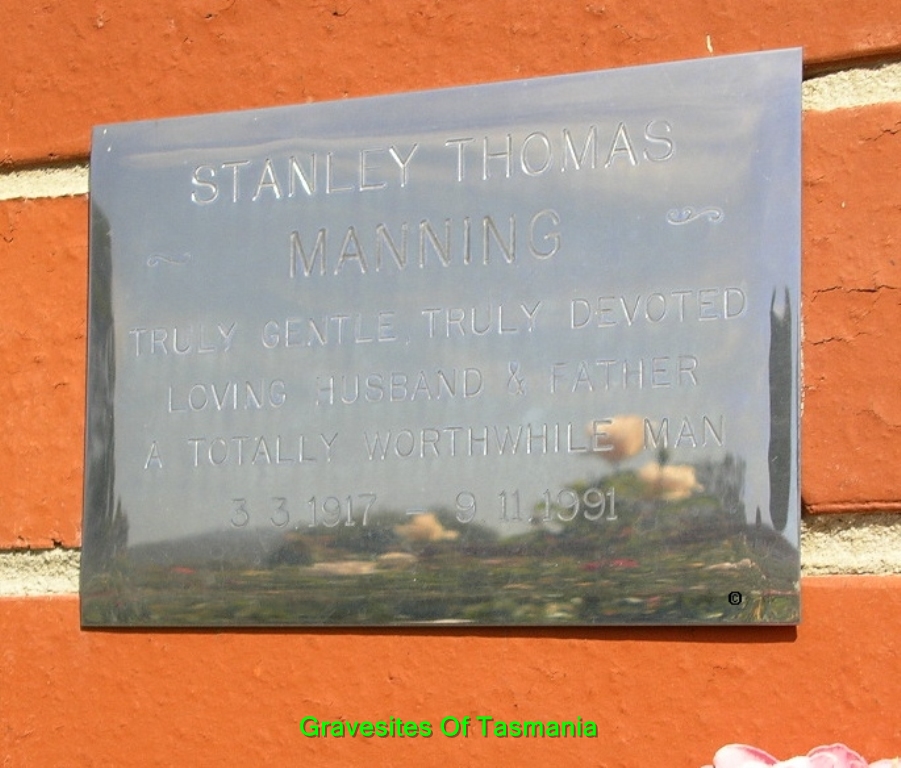 STANLEY THOMAS
MANNING
TRULY GENTLE, TRULY DEVOTED
LOVING HUSBAND & FATHER
A TOTALLY WORTHWHILE MAN
3.3.1917 - 9.11.1991
©
Gravesites Of Tasmania